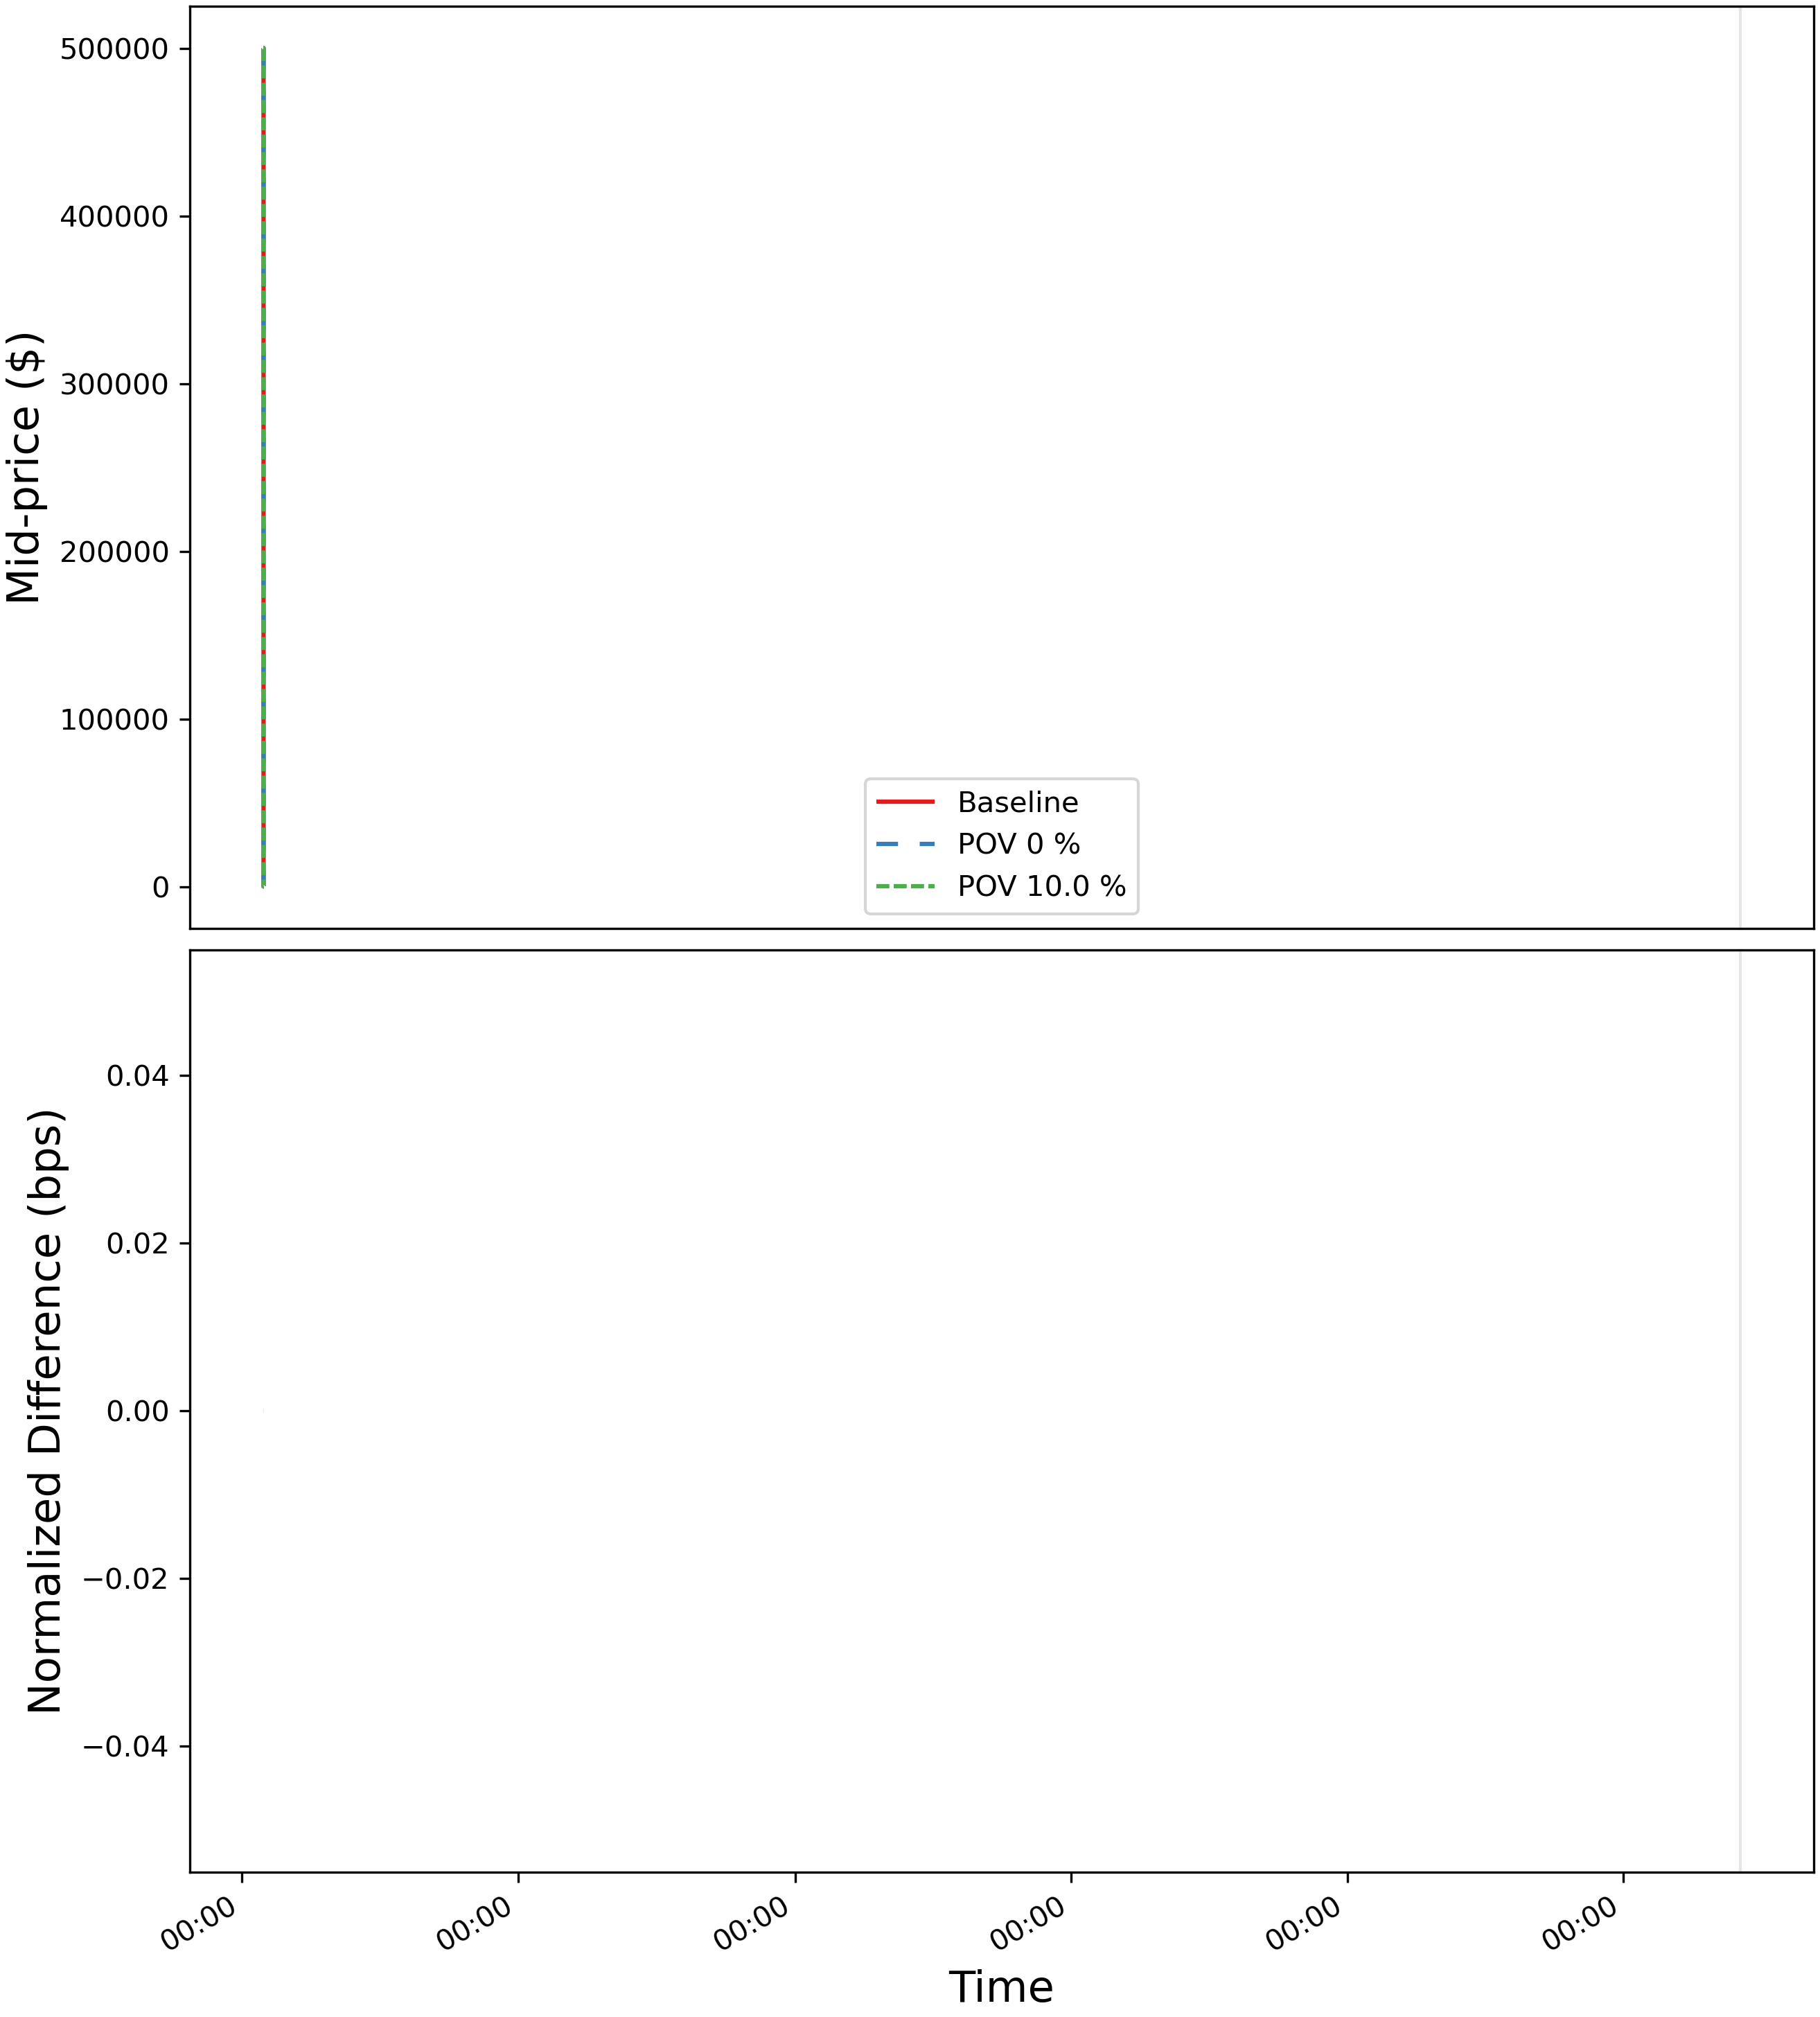 Mid-price ($)
500000
400000
300000
200000
100000
0
Baseline
POV 0 %
POV 10.0 %
Normalized Difference (bps)
0.04
0.02
0.00
−0.02
−0.04
00:00 00:00 00:00 00:00 00:00 00:00
Time